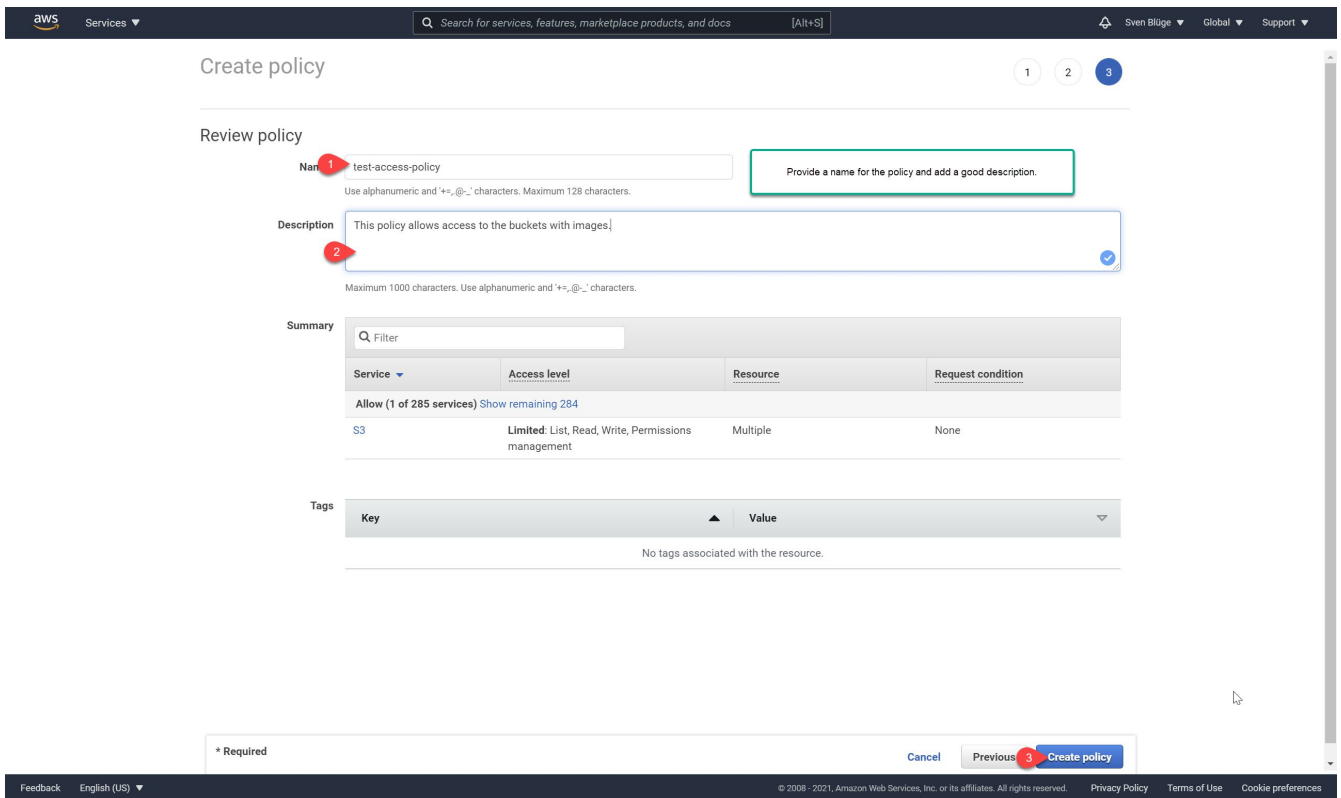 aws
Services ▼
Search for services, features, marketplace products, and docs [Alt+S]
Sven Blüge ▼
Global ▼
Support ▼
Create policy
1 2 3
Review policy
1
test-access-policy
Use alphanumeric and '+=,.@-_' characters. Maximum 128 characters.
Provide a name for the policy and add a good description.
Description
This policy allows access to the buckets with images.
2
Maximum 1000 characters. Use alphanumeric and '+=,.@-_' characters.
Summary
Filter
Service Access level Resource Request condition
Allow (1 of 285 services) Show remaining 284
S3 Limited: List, Read, Write, Permissions Multiple None
management
Tags
Key Value
No tags associated with the resource.
* Required
Cancel Previous 3 Create policy
Feedback English (US) ▼
© 2008 - 2021, Amazon Web Services, Inc. or its affiliates. All rights reserved. Privacy Policy Terms of Use Cookie preferences